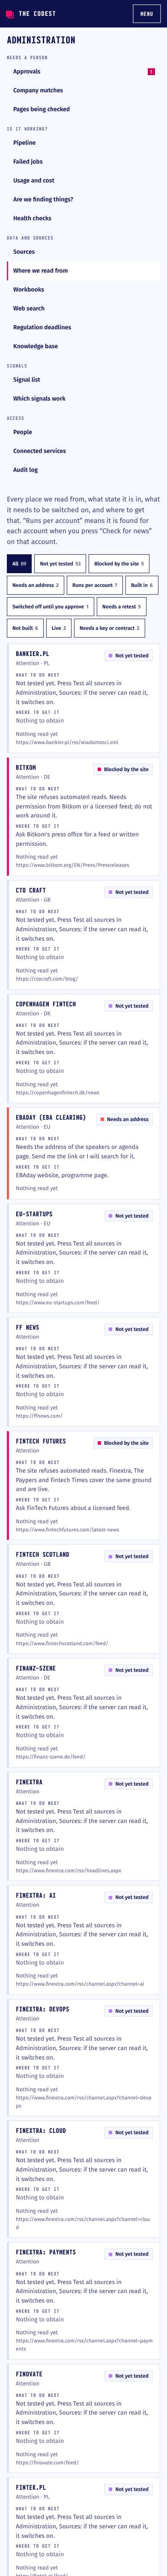 THE CODEST
MENU
ADMINISTRATION
NEEDS A PERSON
Approvals 1
Company matches
Pages being checked
IS IT WORKING?
Pipeline
Failed jobs
Usage and cost
Are we finding things?
Health checks
DATA AND SOURCES
Sources
Where we read from
Workbooks
Web search
Regulation deadlines
Knowledge base
SIGNALS
Signal list
Which signals work
ACCESS
People
Connected services
Audit log
Every place we read from, what state it is in, what
needs to be switched on, and where to get
that. “Runs per account” means it is found for
each account when you press “Check for news”
on that account.
All 89
Not yet tested 53
Blocked by the site 5
Needs an address 2
Runs per account 7
Built in 6
Switched off until you approve 1
Needs a retest 5
Not built 6
Live 2
Needs a key or contract 2
BANKIER.PL
Not yet tested
Attention · PL
WHAT TO DO NEXT
Not tested yet. Press Test all sources in
Administration, Sources: if the server can read it,
it switches on.
WHERE TO GET IT
Nothing to obtain
Nothing read yet
https://www.bankier.pl/rss/wiadomosci.xml
BITKOM
Blocked by the site
Attention · DE
WHAT TO DO NEXT
The site refuses automated reads. Needs
permission from Bitkom or a licensed feed; do not
work around it.
WHERE TO GET IT
Ask Bitkom's press office for a feed or written
permission.
Nothing read yet
https://www.bitkom.org/EN/Press/Pressreleases
CTO CRAFT
Not yet tested
Attention · GB
WHAT TO DO NEXT
Not tested yet. Press Test all sources in
Administration, Sources: if the server can read it,
it switches on.
WHERE TO GET IT
Nothing to obtain
Nothing read yet
https://ctocraft.com/blog/
COPENHAGEN FINTECH
Not yet tested
Attention · DK
WHAT TO DO NEXT
Not tested yet. Press Test all sources in
Administration, Sources: if the server can read it,
it switches on.
WHERE TO GET IT
Nothing to obtain
Nothing read yet
https://copenhagenfintech.dk/news
EBADAY (EBA CLEARING)
Needs an address
Attention · EU
WHAT TO DO NEXT
Needs the address of the speakers or agenda
page. Send me the link or I will search for it.
WHERE TO GET IT
EBAday website, programme page.
Nothing read yet
EU-STARTUPS
Not yet tested
Attention · EU
WHAT TO DO NEXT
Not tested yet. Press Test all sources in
Administration, Sources: if the server can read it,
it switches on.
WHERE TO GET IT
Nothing to obtain
Nothing read yet
https://www.eu-startups.com/feed/
FF NEWS
Not yet tested
Attention
WHAT TO DO NEXT
Not tested yet. Press Test all sources in
Administration, Sources: if the server can read it,
it switches on.
WHERE TO GET IT
Nothing to obtain
Nothing read yet
https://ffnews.com/
FINTECH FUTURES
Blocked by the site
Attention
WHAT TO DO NEXT
The site refuses automated reads. Finextra, The
Paypers and Fintech Times cover the same ground
and are live.
WHERE TO GET IT
Ask FinTech Futures about a licensed feed.
Nothing read yet
https://www.fintechfutures.com/latest-news
FINTECH SCOTLAND
Not yet tested
Attention · GB
WHAT TO DO NEXT
Not tested yet. Press Test all sources in
Administration, Sources: if the server can read it,
it switches on.
WHERE TO GET IT
Nothing to obtain
Nothing read yet
https://www.fintechscotland.com/feed/
FINANZ-SZENE
Not yet tested
Attention · DE
WHAT TO DO NEXT
Not tested yet. Press Test all sources in
Administration, Sources: if the server can read it,
it switches on.
WHERE TO GET IT
Nothing to obtain
Nothing read yet
https://finanz-szene.de/feed/
FINEXTRA
Not yet tested
Attention
WHAT TO DO NEXT
Not tested yet. Press Test all sources in
Administration, Sources: if the server can read it,
it switches on.
WHERE TO GET IT
Nothing to obtain
Nothing read yet
https://www.finextra.com/rss/headlines.aspx
FINEXTRA: AI
Not yet tested
Attention
WHAT TO DO NEXT
Not tested yet. Press Test all sources in
Administration, Sources: if the server can read it,
it switches on.
WHERE TO GET IT
Nothing to obtain
Nothing read yet
https://www.finextra.com/rss/channel.aspx?channel=ai
FINEXTRA: DEVOPS
Not yet tested
Attention
WHAT TO DO NEXT
Not tested yet. Press Test all sources in
Administration, Sources: if the server can read it,
it switches on.
WHERE TO GET IT
Nothing to obtain
Nothing read yet
https://www.finextra.com/rss/channel.aspx?channel=devo
ps
FINEXTRA: CLOUD
Not yet tested
Attention
WHAT TO DO NEXT
Not tested yet. Press Test all sources in
Administration, Sources: if the server can read it,
it switches on.
WHERE TO GET IT
Nothing to obtain
Nothing read yet
https://www.finextra.com/rss/channel.aspx?channel=clou
d
FINEXTRA: PAYMENTS
Not yet tested
Attention
WHAT TO DO NEXT
Not tested yet. Press Test all sources in
Administration, Sources: if the server can read it,
it switches on.
WHERE TO GET IT
Nothing to obtain
Nothing read yet
https://www.finextra.com/rss/channel.aspx?channel=paym
ents
FINOVATE
Not yet tested
Attention
WHAT TO DO NEXT
Not tested yet. Press Test all sources in
Administration, Sources: if the server can read it,
it switches on.
WHERE TO GET IT
Nothing to obtain
Nothing read yet
https://finovate.com/feed/
FINTEK.PL
Not yet tested
Attention · PL
WHAT TO DO NEXT
Not tested yet. Press Test all sources in
Administration, Sources: if the server can read it,
it switches on.
WHERE TO GET IT
Nothing to obtain
Nothing read yet